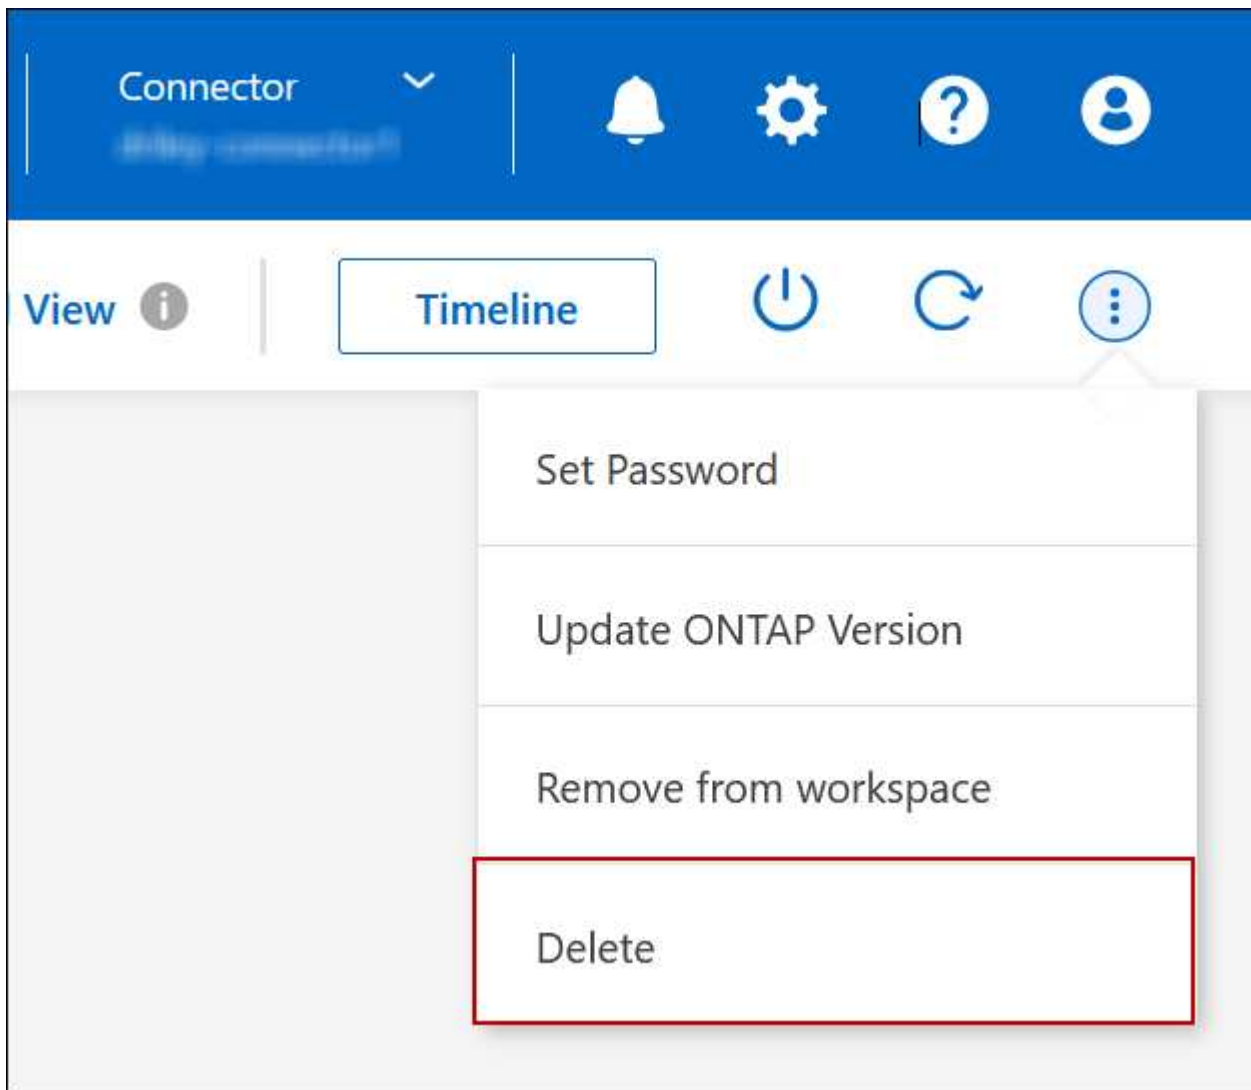 Connector
View
Timeline
Set Password
Update ONTAP Version
Remove from workspace
Delete